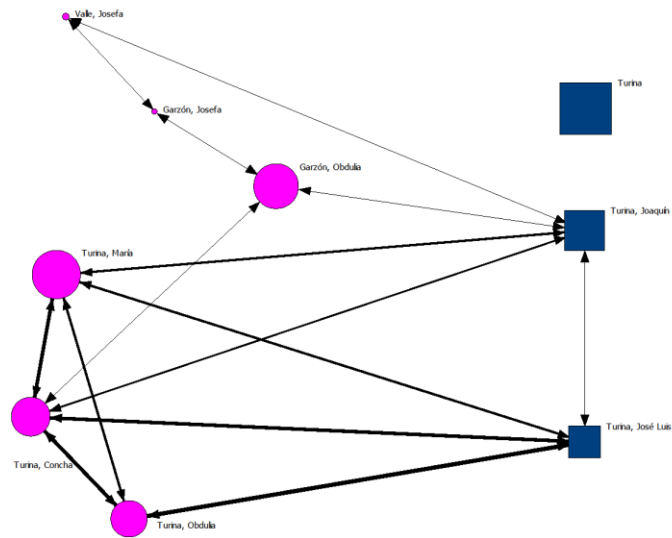 Valle, Josefa
Turina
Garzón, Josefa
Garzón, Obdulia
Turina, Joaquín
Turina, María
Turina, José Luis
Turina, Concha
Turina, Obdulia